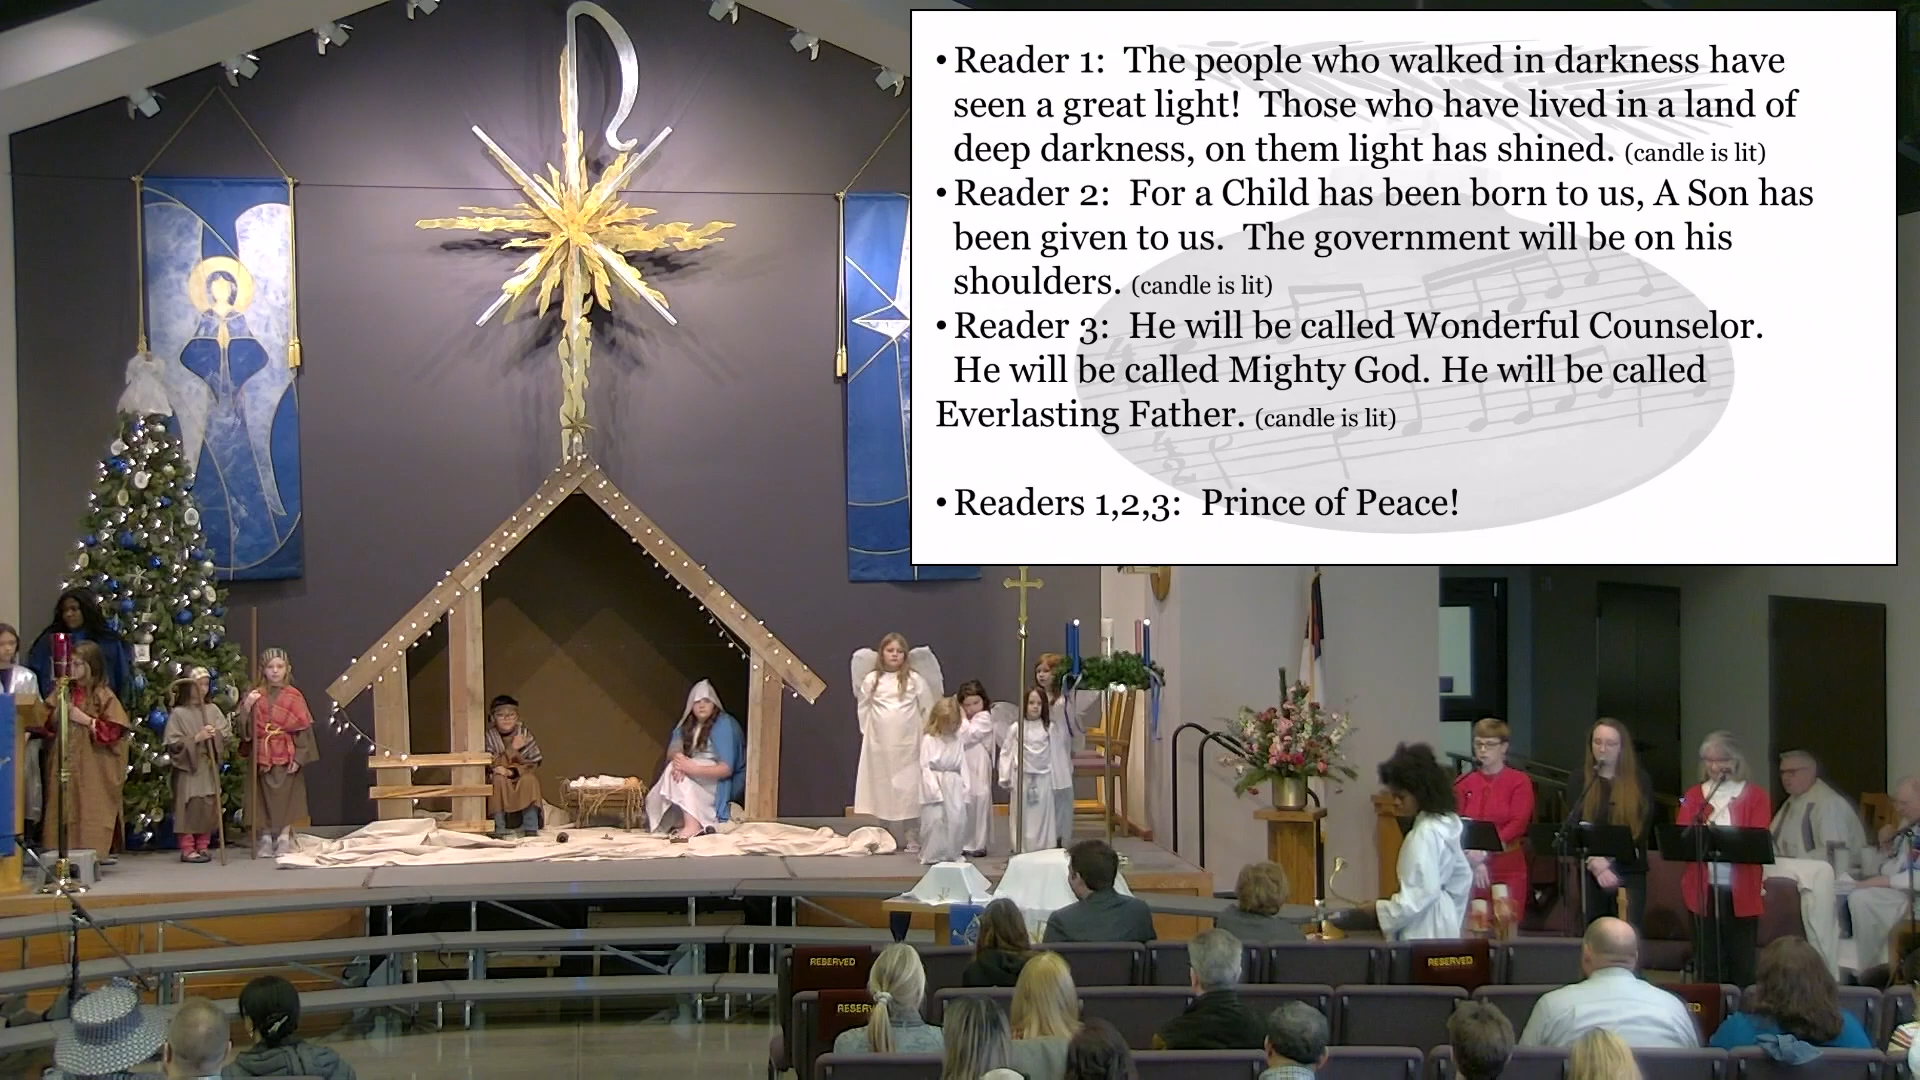 • Reader 1:  The people who walked in darkness have
seen a great light!  Those who have lived in a land of
deep darkness, on them light has shined. (candle is lit)
• Reader 2:  For a Child has been born to us, A Son has
been given to us.  The government will be on his
shoulders. (candle is lit)
• Reader 3:  He will be called Wonderful Counselor.
He will be called Mighty God. He will be called
Everlasting Father. (candle is lit)
• Readers 1,2,3:  Prince of Peace!
RESERVED
RESERVED